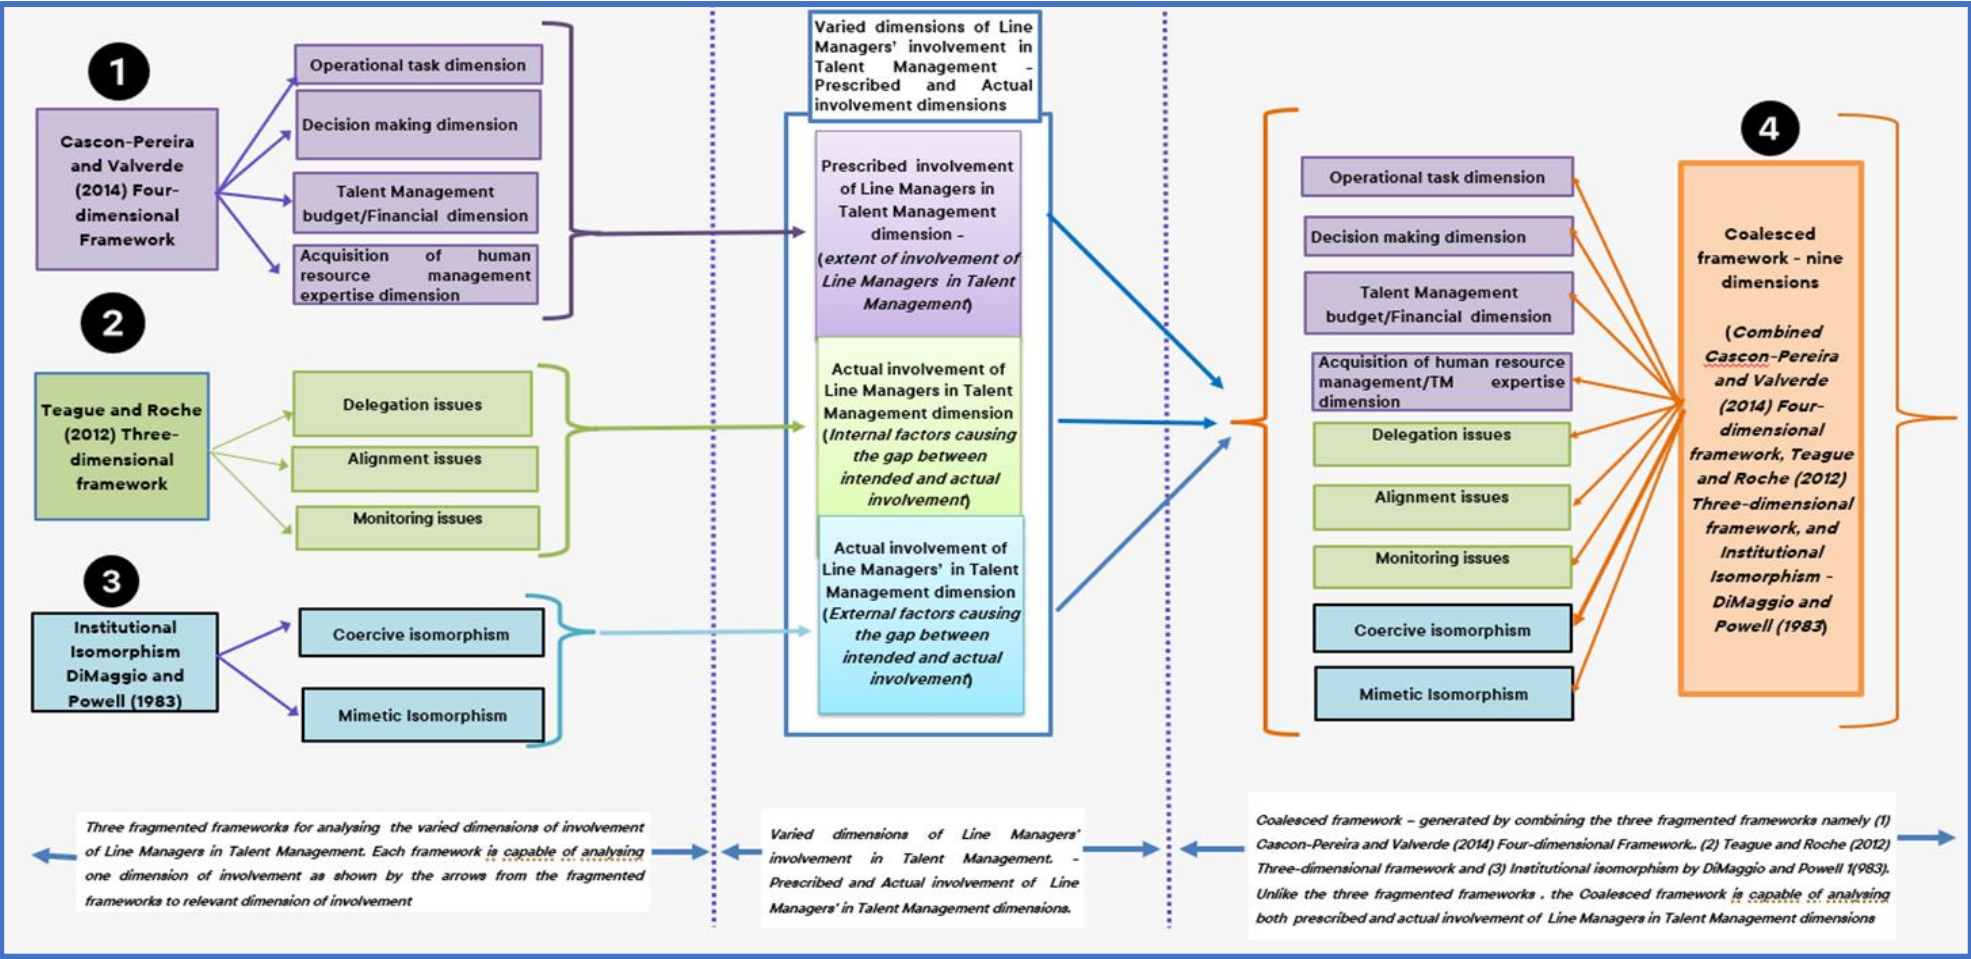 1
Cascon-Pereira
and Valverde
(2014) Four-
dimensional
Framework
Operational task dimension
Decision making dimension
Talent Management
budget/Financial dimension
Acquisition of human
resource management
expertise dimension
2
Teague and Roche
(2012) Three-
dimensional
framework
Delegation issues
Alignment issues
Monitoring issues
3
Institutional
Isomorphism
DiMaggio and
Powell (1983)
Coercive isomorphism
Mimetic Isomorphism
Three fragmented frameworks for analysing the varied dimensions of involvement
of Line Managers in Talent Management. Each framework is capable of analysing
one dimension of involvement as shown by the arrows from the fragmented
frameworks to relevant dimension of involvement
Varied dimensions of Line
Managers' involvement in
Talent Management -
Prescribed and Actual
involvement dimensions
Prescribed involvement
of Line Managers in
Talent Management
dimension -
(extent of involvement of
Line Managers in Talent
Management)
Actual involvement of
Line Managers in Talent
Management dimension
(Internal factors causing
the gap between
intended and actual
involvement)
Actual involvement of
Line Managers' in Talent
Management dimension
(External factors causing
the gap between
intended and actual
involvement)
Varied dimensions of Line Managers'
involvement in Talent Management. -
Prescribed and Actual involvement of Line
Managers' in Talent Management dimensions.
Operational task dimension
Decision making dimension
Talent Management
budget/Financial dimension
Acquisition of human resource
management/TM expertise
dimension
Delegation issues
Alignment issues
Monitoring issues
Coercive isomorphism
Mimetic Isomorphism
4
Coalesced
framework - nine
dimensions
(Combined
Cascon-Pereira
and Valverde
(2014) Four-
dimensional
framework, Teague
and Roche (2012)
Three-dimensional
framework, and
Institutional
Isomorphism -
DiMaggio and
Powell (1983)
Coalesced framework – generated by combining the three fragmented frameworks namely (1)
Cascon-Pereira and Valverde (2014) Four-dimensional Framework,. (2) Teague and Roche (2012)
Three-dimensional framework and (3) Institutional isomorphism by DiMaggio and Powell 1(983).
Unlike the three fragmented frameworks , the Coalesced framework is capable of analysing
both prescribed and actual involvement of Line Managers in Talent Management dimensions